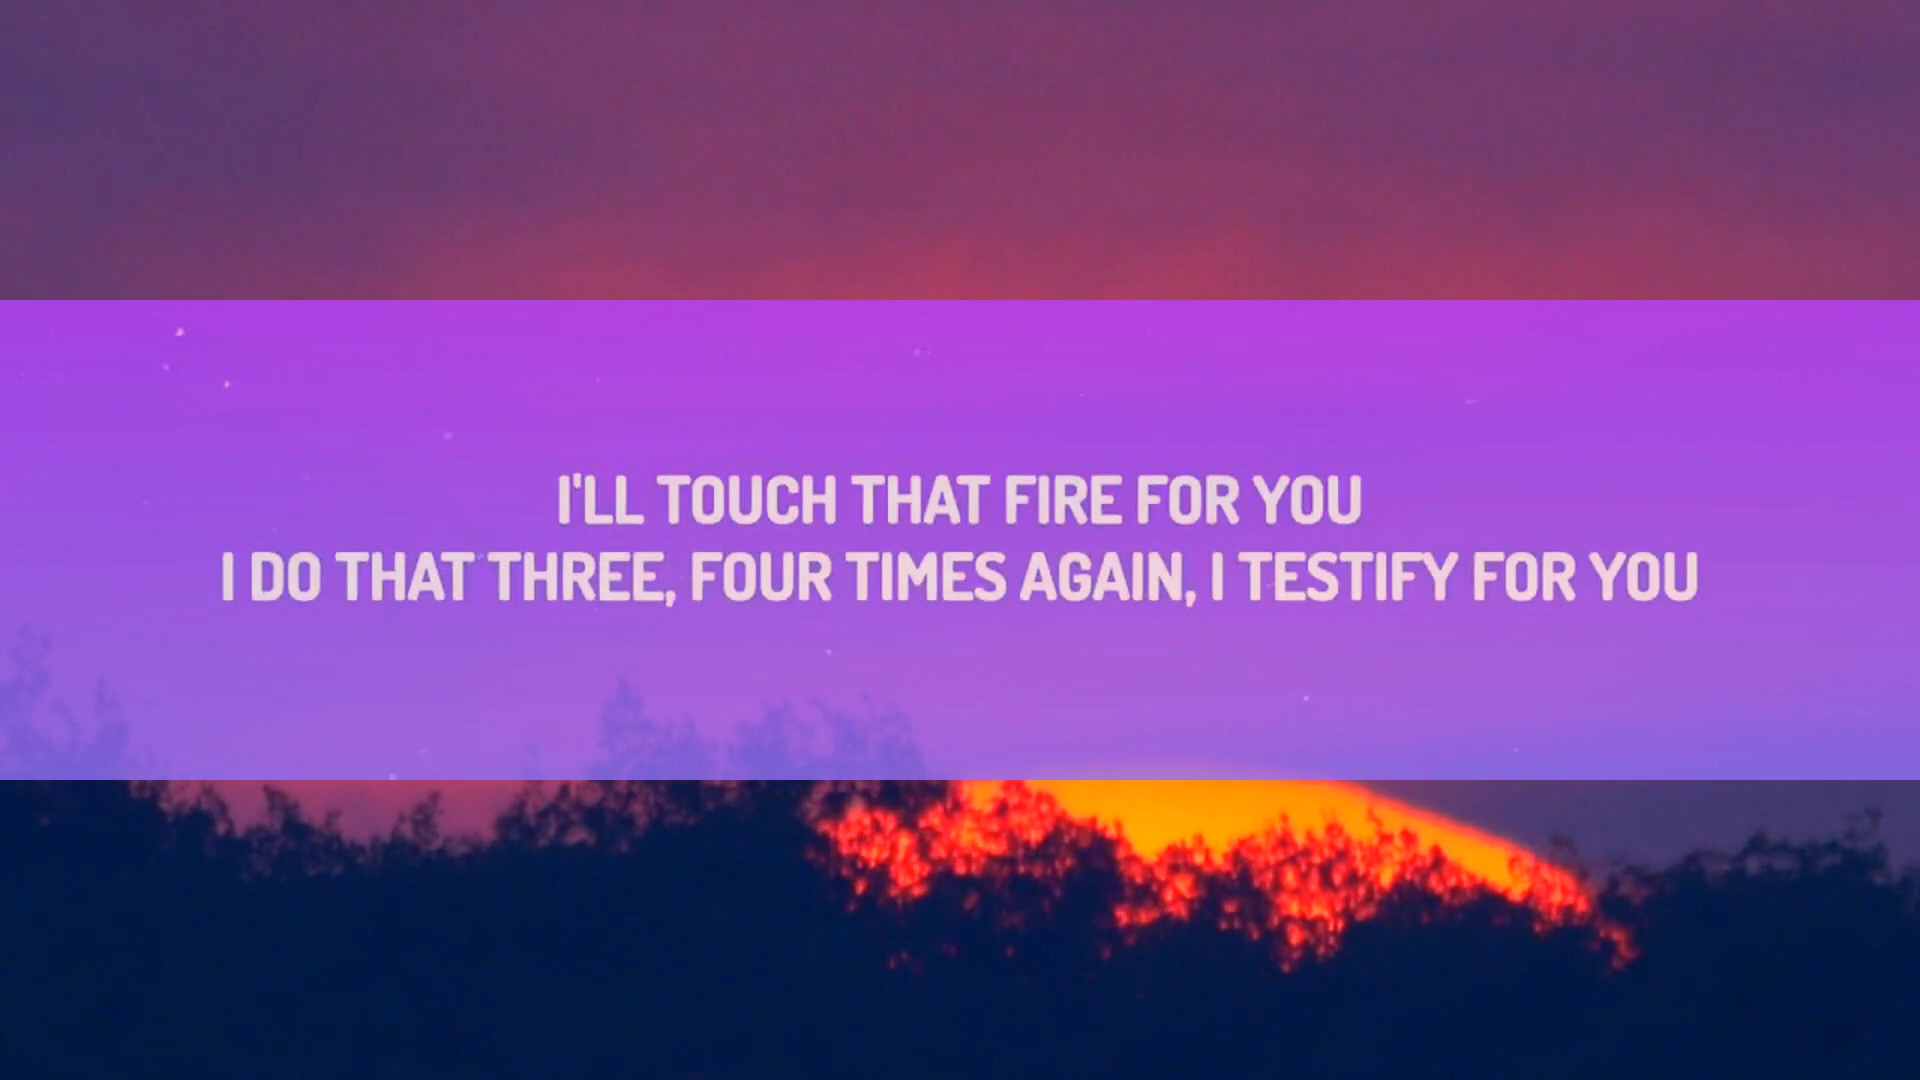 I'LL TOUCH THAT FIRE FOR YOU
I DO THAT THREE, FOUR TIMES AGAIN, I TESTIFY FOR YOU